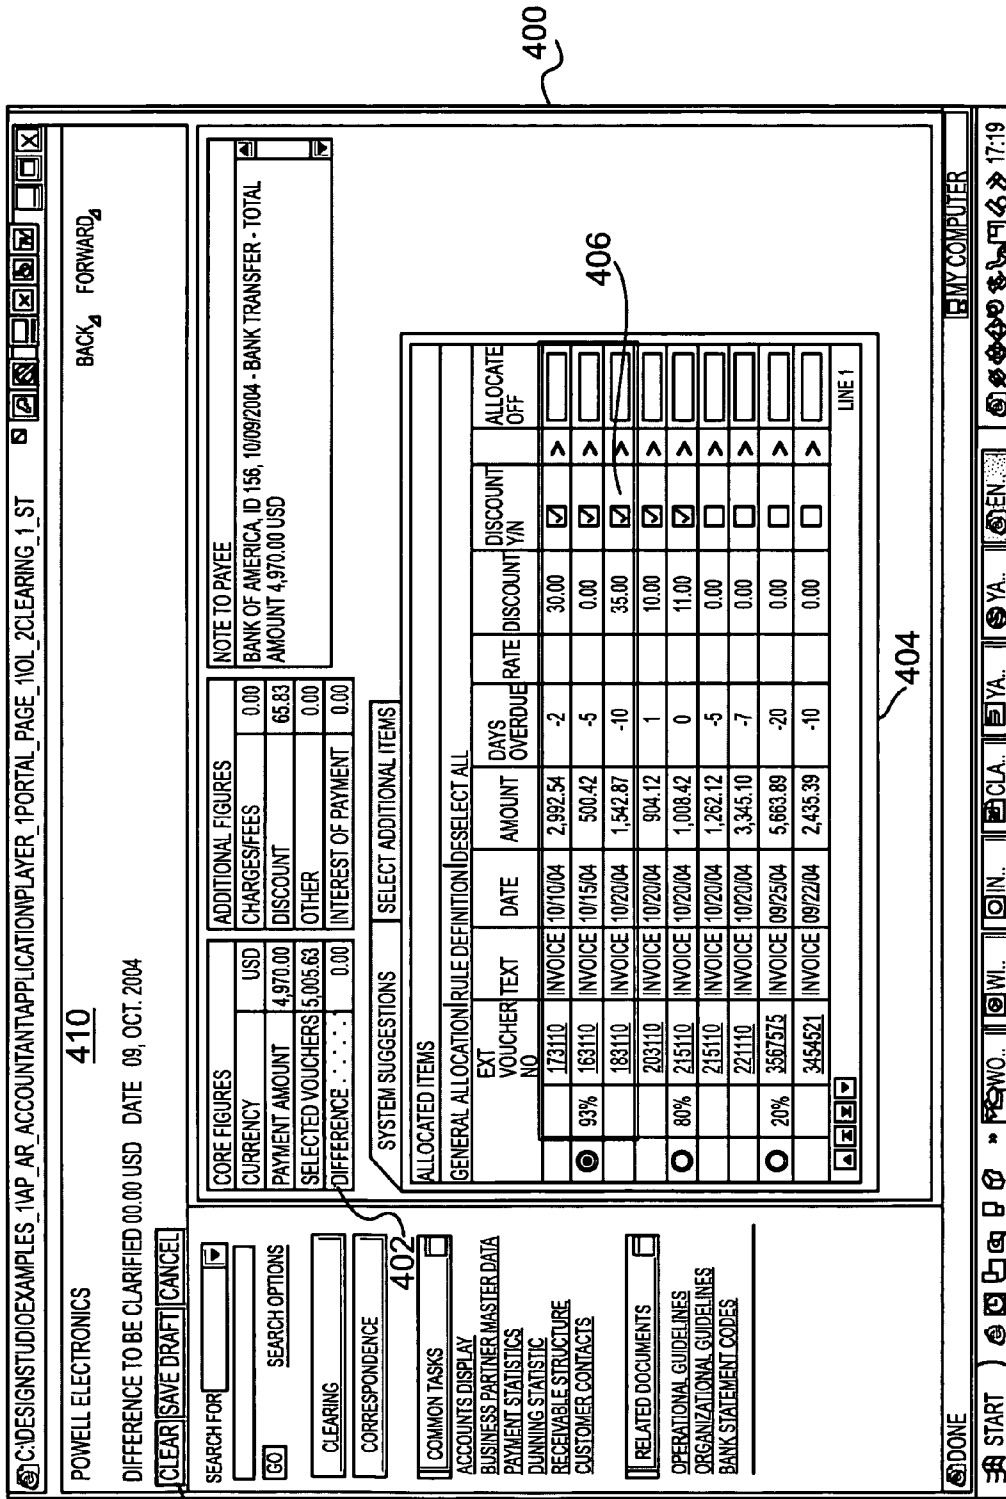 C:\DESIGNSTUDIOEXAMPLES_1\AP_AR_ACCOUNTANT\APPLICATION\PLAYER_1PORTAL_PAGE_1\OL_2CLEARING_1_ST
POWELL ELECTRONICS
410
BACK FORWARD
DIFFERENCE TO BE CLARIFIED 00.00 USD DATE 09, OCT. 2004
CLEAR SAVE DRAFT CANCEL
SEARCH FOR
GO SEARCH OPTIONS
CLEARING
CORRESPONDENCE
COMMON TASKS
ACCOUNTS DISPLAY
BUSINESS PARTNER MASTER DATA
PAYMENT STATISTICS
DUNNING STATISTIC
RECEIVABLE STRUCTURE
CUSTOMER CONTACTS
RELATED DOCUMENTS
OPERATIONAL GUIDELINES
ORGANIZATIONAL GUIDELINES
BANK STATEMENT CODES
CORE FIGURES
CURRENCY USD
PAYMENT AMOUNT 4,970.00
SELECTED VOUCHERS 5,005.63
DIFFERENCE...... 0.00
402
ADDITIONAL FIGURES
CHARGES/FEES 0.00
DISCOUNT 65.83
OTHER 0.00
INTEREST OF PAYMENT 0.00
NOTE TO PAYEE
BANK OF AMERICA, ID 156, 10/09/2004 - BANK TRANSFER - TOTAL
AMOUNT 4,970.00 USD
SYSTEM SUGGESTIONS SELECT ADDITIONAL ITEMS
ALLOCATED ITEMS
GENERAL ALLOCATION RULE DEFINITION DESELECT ALL
EXT VOUCHER NO TEXT DATE AMOUNT DAYS OVERDUE RATE DISCOUNT DISCOUNT Y/N ALLOCATE OFF
173110 INVOICE 10/10/04 2,992.54 -2 30.00 >
93% 163110 INVOICE 10/15/04 500.42 -5 0.00 >
183110 INVOICE 10/20/04 1,542.87 -10 35.00 >
203110 INVOICE 10/20/04 904.12 1 10.00 >
80% 215110 INVOICE 10/20/04 1,008.42 0 11.00 >
215110 INVOICE 10/20/04 1,262.12 -5 0.00 >
221110 INVOICE 10/20/04 3,345.10 -7 0.00 >
20% 3567575 INVOICE 09/25/04 5,663.89 -20 0.00 >
3454521 INVOICE 09/22/04 2,435.39 -10 0.00 >
LINE 1
406
404
400
DONE
MY COMPUTER
START » WO.. WI... IN.. CLA.. YA.. YA.. EN.. 17:19